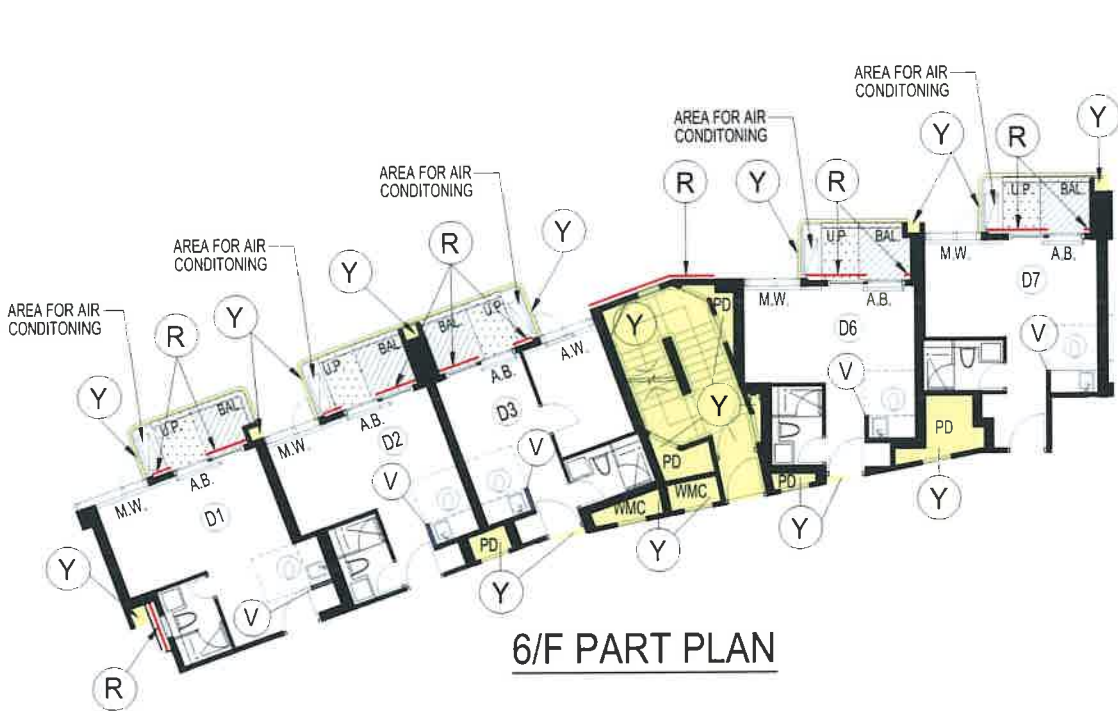 AREA FOR AIR
CONDITONING
Y
AREA FOR AIR
CONDITONING
Y
R
AREA FOR AIR
CONDITONING
R
Y
R
U.P.
BAL
Y
R
Y
AREA FOR AIR
CONDITONING
Y
R
Y
U.P.
BAL
M.W.
A.B.
D7
U.P
BAL
M.W.
A.B.
D6
V
V
PD
Y
AREA FOR AIR
CONDITONING
R
Y
Y
U.P.
BAL
BAL
U.P.
A.W.
A.B.
D3
Y
PD
Y
U.P.
BAL
M.W.
A.B.
D2
V
V
M.W.
A.B.
D1
PD
WMC
WMC
PD
PD
Y
Y
Y
Y
Y
V
R
6/F PART PLAN